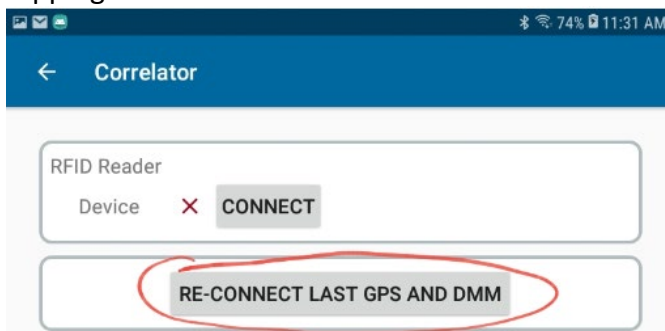 74% 11:31 AM
Correlator
RFID Reader
Device CONNECT
RE-CONNECT LAST GPS AND DMM